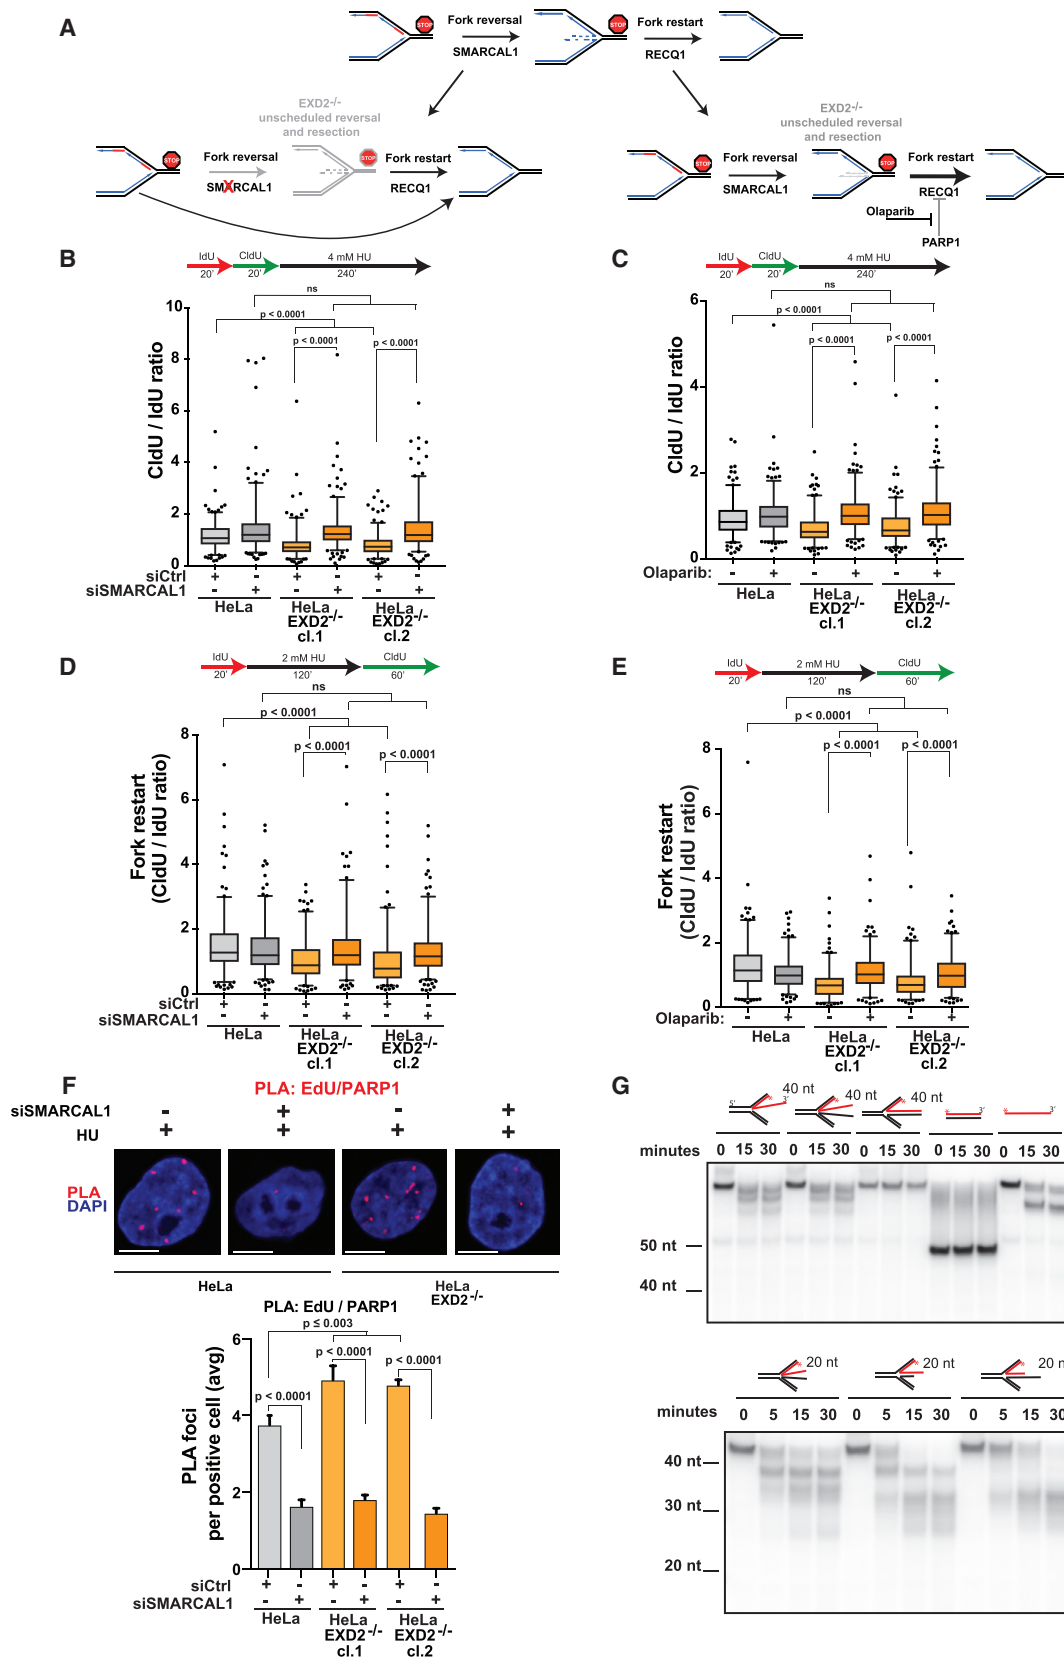 A
STOP
Fork reversal
SMARCAL1
STOP
Fork restart
RECQ1
EXD2-/-
unscheduled reversal
and resection
STOP
Fork reversal
SMARCAL1
X
STOP
Fork restart
RECQ1
EXD2-/-
unscheduled reversal
and resection
STOP
Fork reversal
SMARCAL1
STOP
Fork restart
RECQ1
Olaparib
PARP1
B
IdU
20'
CldU
20'
4 mM HU
240'
ns
p < 0.0001
p < 0.0001
p < 0.0001
CldU / IdU ratio
10
8
6
4
2
0
siCtrl + - + - + -
siSMARCAL1 - + - + - +
HeLa
HeLa
EXD2-/-
cl.1
HeLa
EXD2-/-
cl.2
C
IdU
20'
CldU
20'
4 mM HU
240'
ns
p < 0.0001
p < 0.0001
p < 0.0001
CldU / IdU ratio
6
4
2
0
Olaparib: - + - + - +
HeLa
HeLa
EXD2-/-
cl.1
HeLa
EXD2-/-
cl.2
D
IdU
20'
2 mM HU
120'
CldU
60'
ns
p < 0.0001
p < 0.0001
p < 0.0001
Fork restart
(CldU / IdU ratio)
8
6
4
2
0
siCtrl + - + - + -
siSMARCAL1 - + - + - +
HeLa
HeLa
EXD2-/-
cl.1
HeLa
EXD2-/-
cl.2
E
IdU
20'
2 mM HU
120'
CldU
60'
ns
p < 0.0001
p < 0.0001
p < 0.0001
Fork restart
(CldU / IdU ratio)
8
6
4
2
0
Olaparib: - + - + - +
HeLa
HeLa
EXD2-/-
cl.1
HeLa
EXD2-/-
cl.2
F
PLA: EdU/PARP1
siSMARCAL1 - + - +
HU + + + +
PLA
DAPI
HeLa
HeLa
EXD2-/-
PLA: EdU / PARP1
p ≤ 0.003
p < 0.0001
p < 0.0001
p < 0.0001
PLA foci
per positive cell (avg)
6
4
2
0
siCtrl + - + - + -
siSMARCAL1 - + - + - +
HeLa
HeLa
EXD2-/-
cl.1
HeLa
EXD2-/-
cl.2
G
5'
*
3'
40 nt
*
40 nt
*
40 nt
*
3'
*
3'
minutes 0 15 30 0 15 30 0 15 30 0 15 30 0 15 30
50 nt
40 nt
*
20 nt
*
20 nt
*
20 nt
minutes 0 5 15 30 0 5 15 30 0 5 15 30
40 nt
30 nt
20 nt